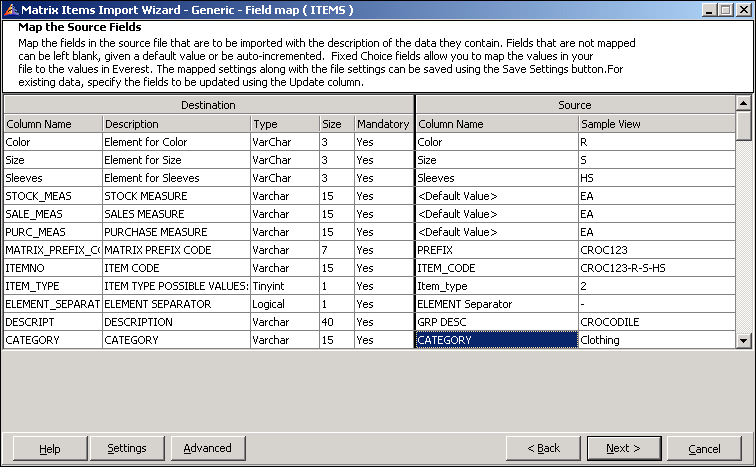 Matrix Items Import Wizard - Generic - Field map ( ITEMS )
Map the Source Fields
Map the fields in the source file that are to be imported with the description of the data they contain. Fields that are not mapped
can be left blank, given a default value or be auto-incremented. Fixed Choice fields allow you to map the values in your
file to the values in Everest. The mapped settings along with the file settings can be saved using the Save Settings button.For
existing data, specify the fields to be updated using the Update column.
Destination Source
Column Name Description Type Size Mandatory Column Name Sample View
Color Element for Color VarChar 3 Yes Color R
Size Element for Size VarChar 3 Yes Size S
Sleeves Element for Sleeves VarChar 3 Yes Sleeves HS
STOCK_MEAS STOCK MEASURE Varchar 15 Yes <Default Value> EA
SALE_MEAS SALES MEASURE Varchar 15 Yes <Default Value> EA
PURC_MEAS PURCHASE MEASURE Varchar 15 Yes <Default Value> EA
MATRIX_PREFIX_CO MATRIX PREFIX CODE Varchar 7 Yes PREFIX CROC123
ITEMNO ITEM CODE Varchar 15 Yes ITEM_CODE CROC123-R-S-HS
ITEM_TYPE ITEM TYPE POSSIBLE VALUES: Tinyint 1 Yes Item_type 2
ELEMENT_SEPARAT ELEMENT SEPARATOR Logical 1 Yes ELEMENT Separator -
DESCRIPT DESCRIPTION Varchar 40 Yes GRP DESC CROCODILE
CATEGORY CATEGORY Varchar 15 Yes CATEGORY Clothing
Help Settings Advanced < Back Next > Cancel